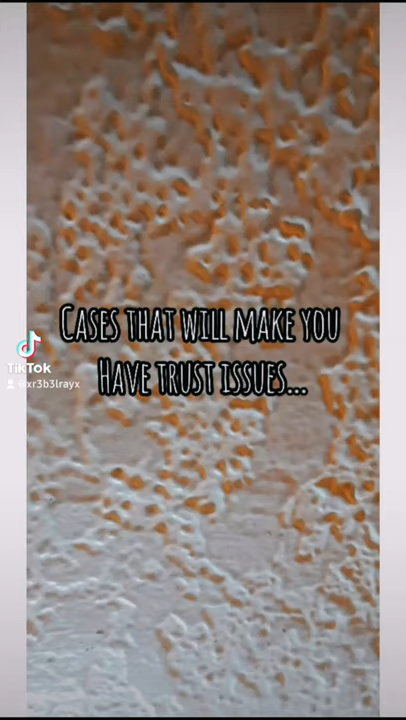 Cases that will make you
Have trust issues...
TikTok
@xr3b3lrayx